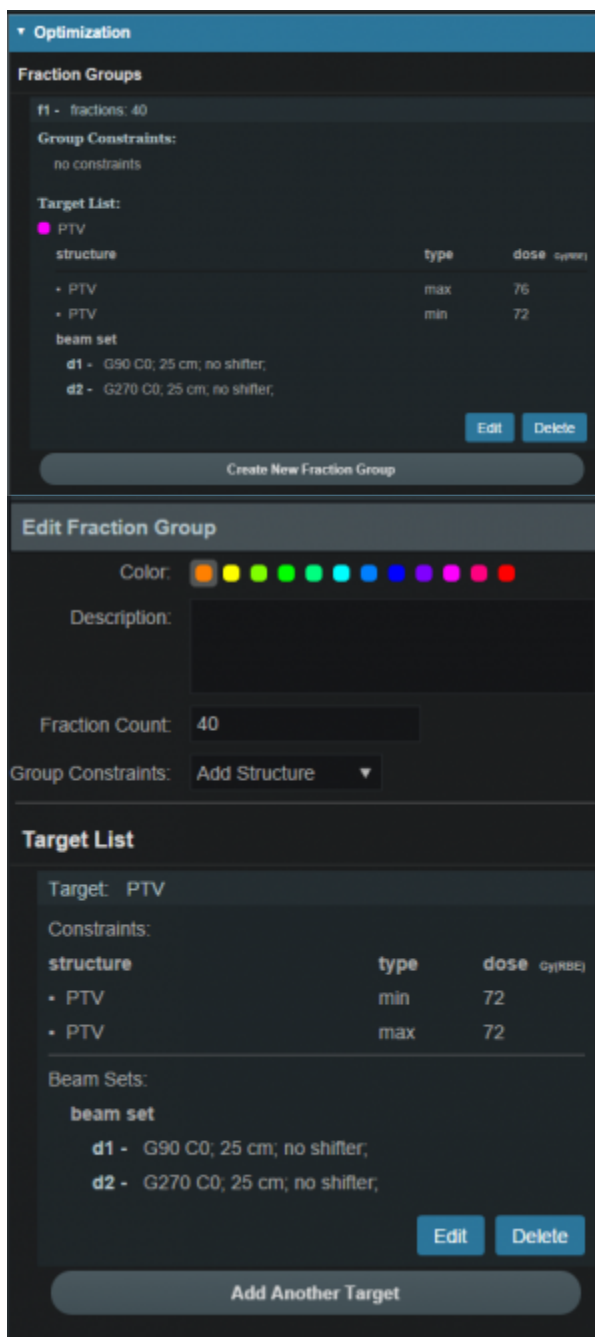 Optimization
Fraction Groups
f1 - fractions: 40
Group Constraints:
no constraints
Target List:
PTV
structure type dose Gy(RBE)
• PTV max 76
• PTV min 72
beam set
d1 - G90 C0; 25 cm; no shifter;
d2 - G270 C0; 25 cm; no shifter;
Edit Delete
Create New Fraction Group
Edit Fraction Group
Color:
Description:
Fraction Count: 40
Group Constraints: Add Structure
Target List
Target: PTV
Constraints:
structure type dose Gy(RBE)
• PTV min 72
• PTV max 72
Beam Sets:
beam set
d1 - G90 C0; 25 cm; no shifter;
d2 - G270 C0; 25 cm; no shifter;
Edit Delete
Add Another Target